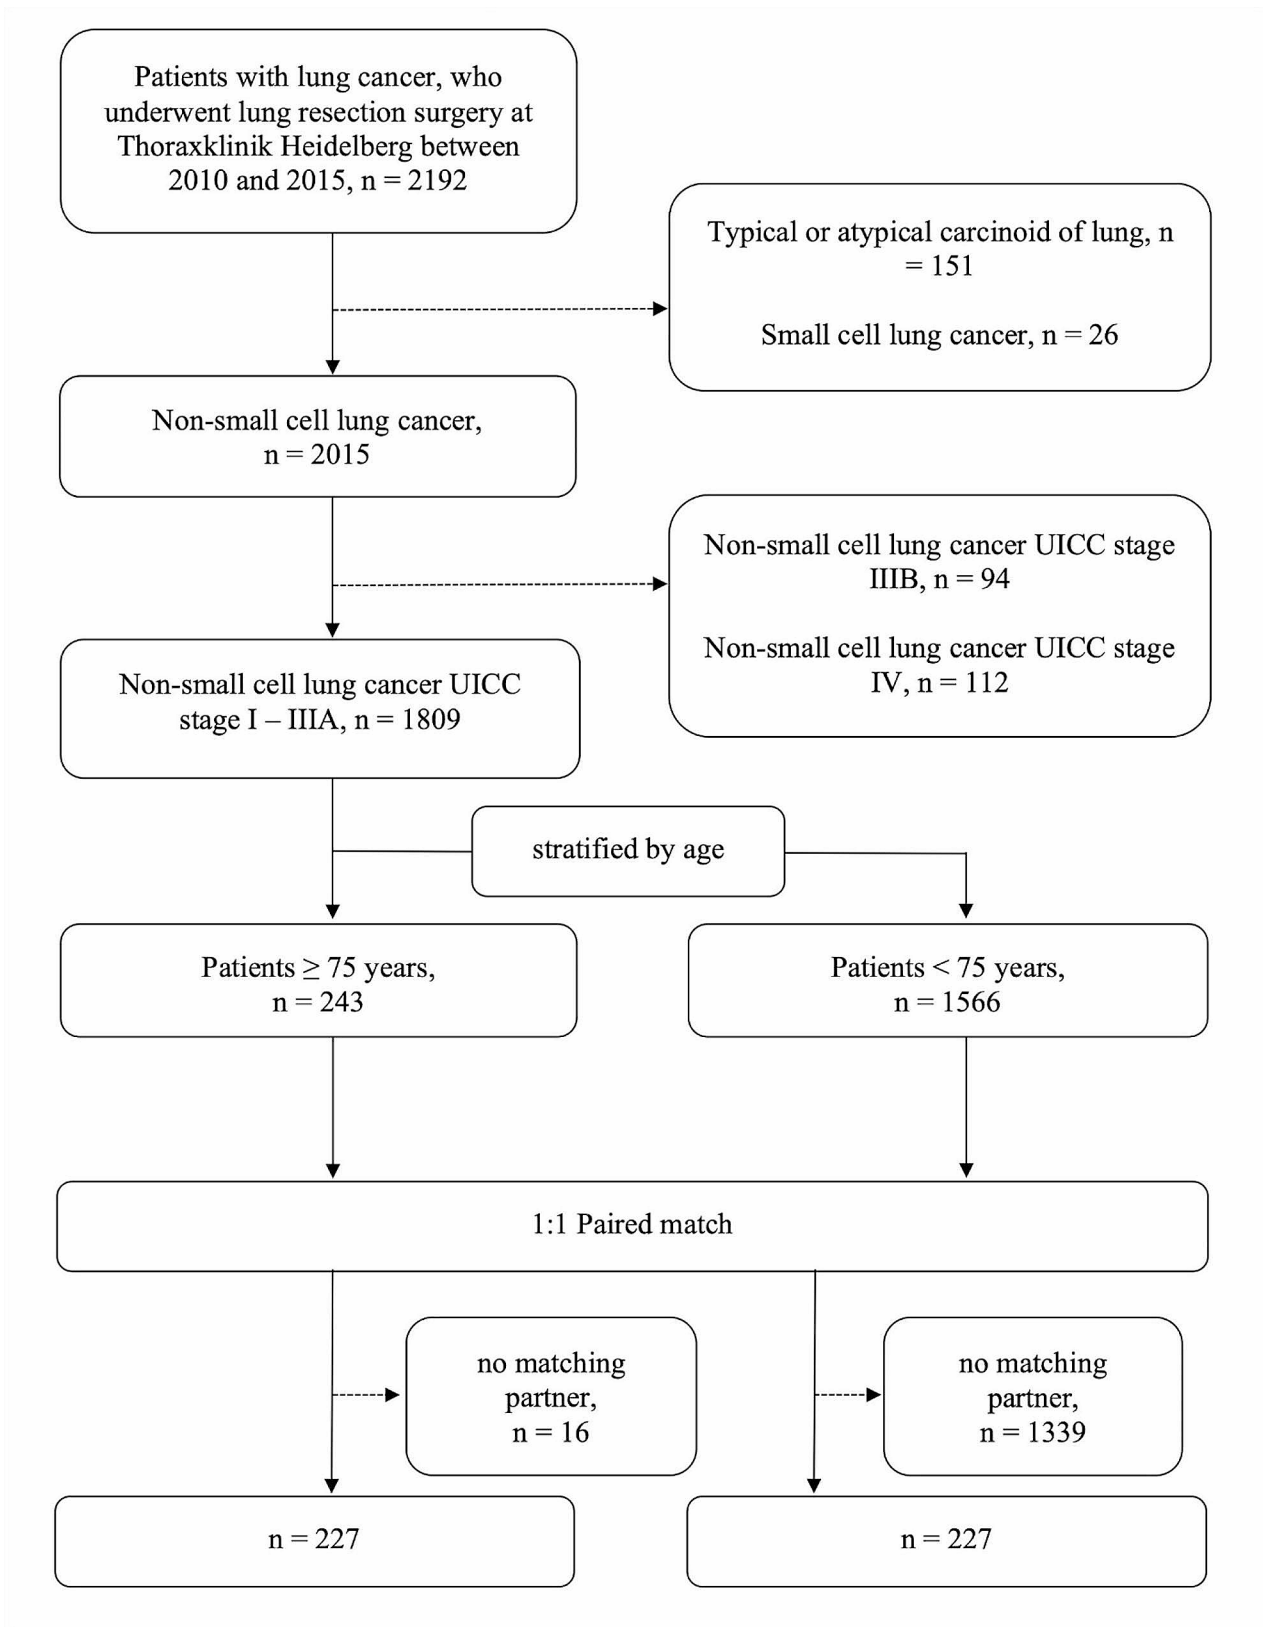 Patients with lung cancer, who
underwent lung resection surgery at
Thoraxklinik Heidelberg between
2010 and 2015, n = 2192
Typical or atypical carcinoid of lung, n
= 151
Small cell lung cancer, n = 26
Non-small cell lung cancer,
n = 2015
Non-small cell lung cancer UICC stage
IIIB, n = 94
Non-small cell lung cancer UICC stage
IV, n = 112
Non-small cell lung cancer UICC
stage I – IIIA, n = 1809
stratified by age
Patients ≥ 75 years,
n = 243
Patients < 75 years,
n = 1566
1:1 Paired match
no matching
partner,
n = 16
no matching
partner,
n = 1339
n = 227
n = 227